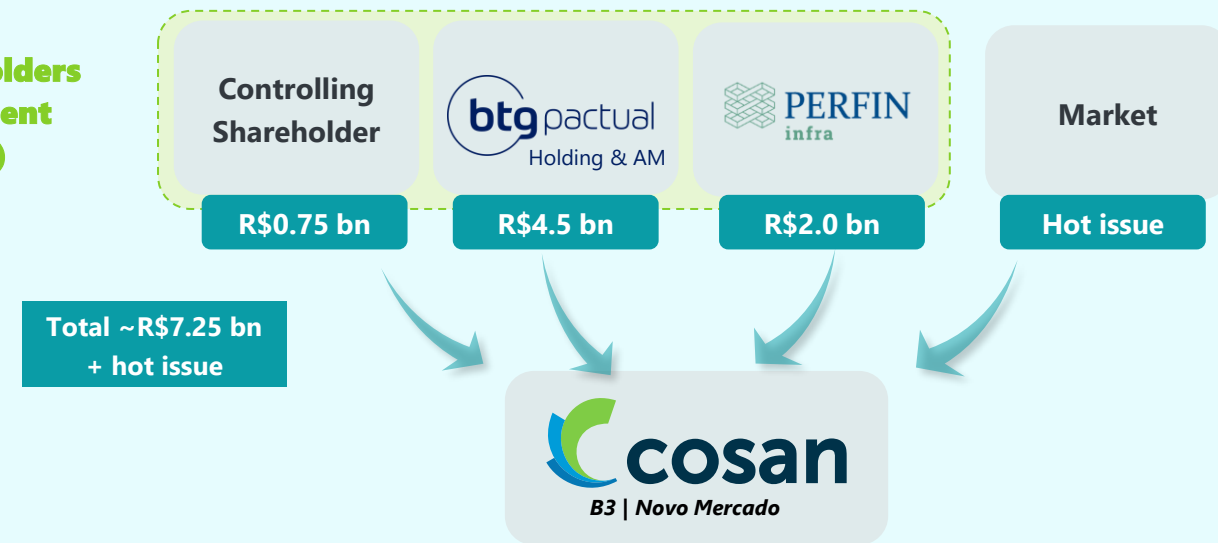 Controlling
Shareholder
btg pactual
Holding & AM
PERFIN
infra
Market
R$0.75 bn
R$4.5 bn
R$2.0 bn
Hot issue
Total ~R$7.25 bn
+ hot issue
cosan
B3 | Novo Mercado